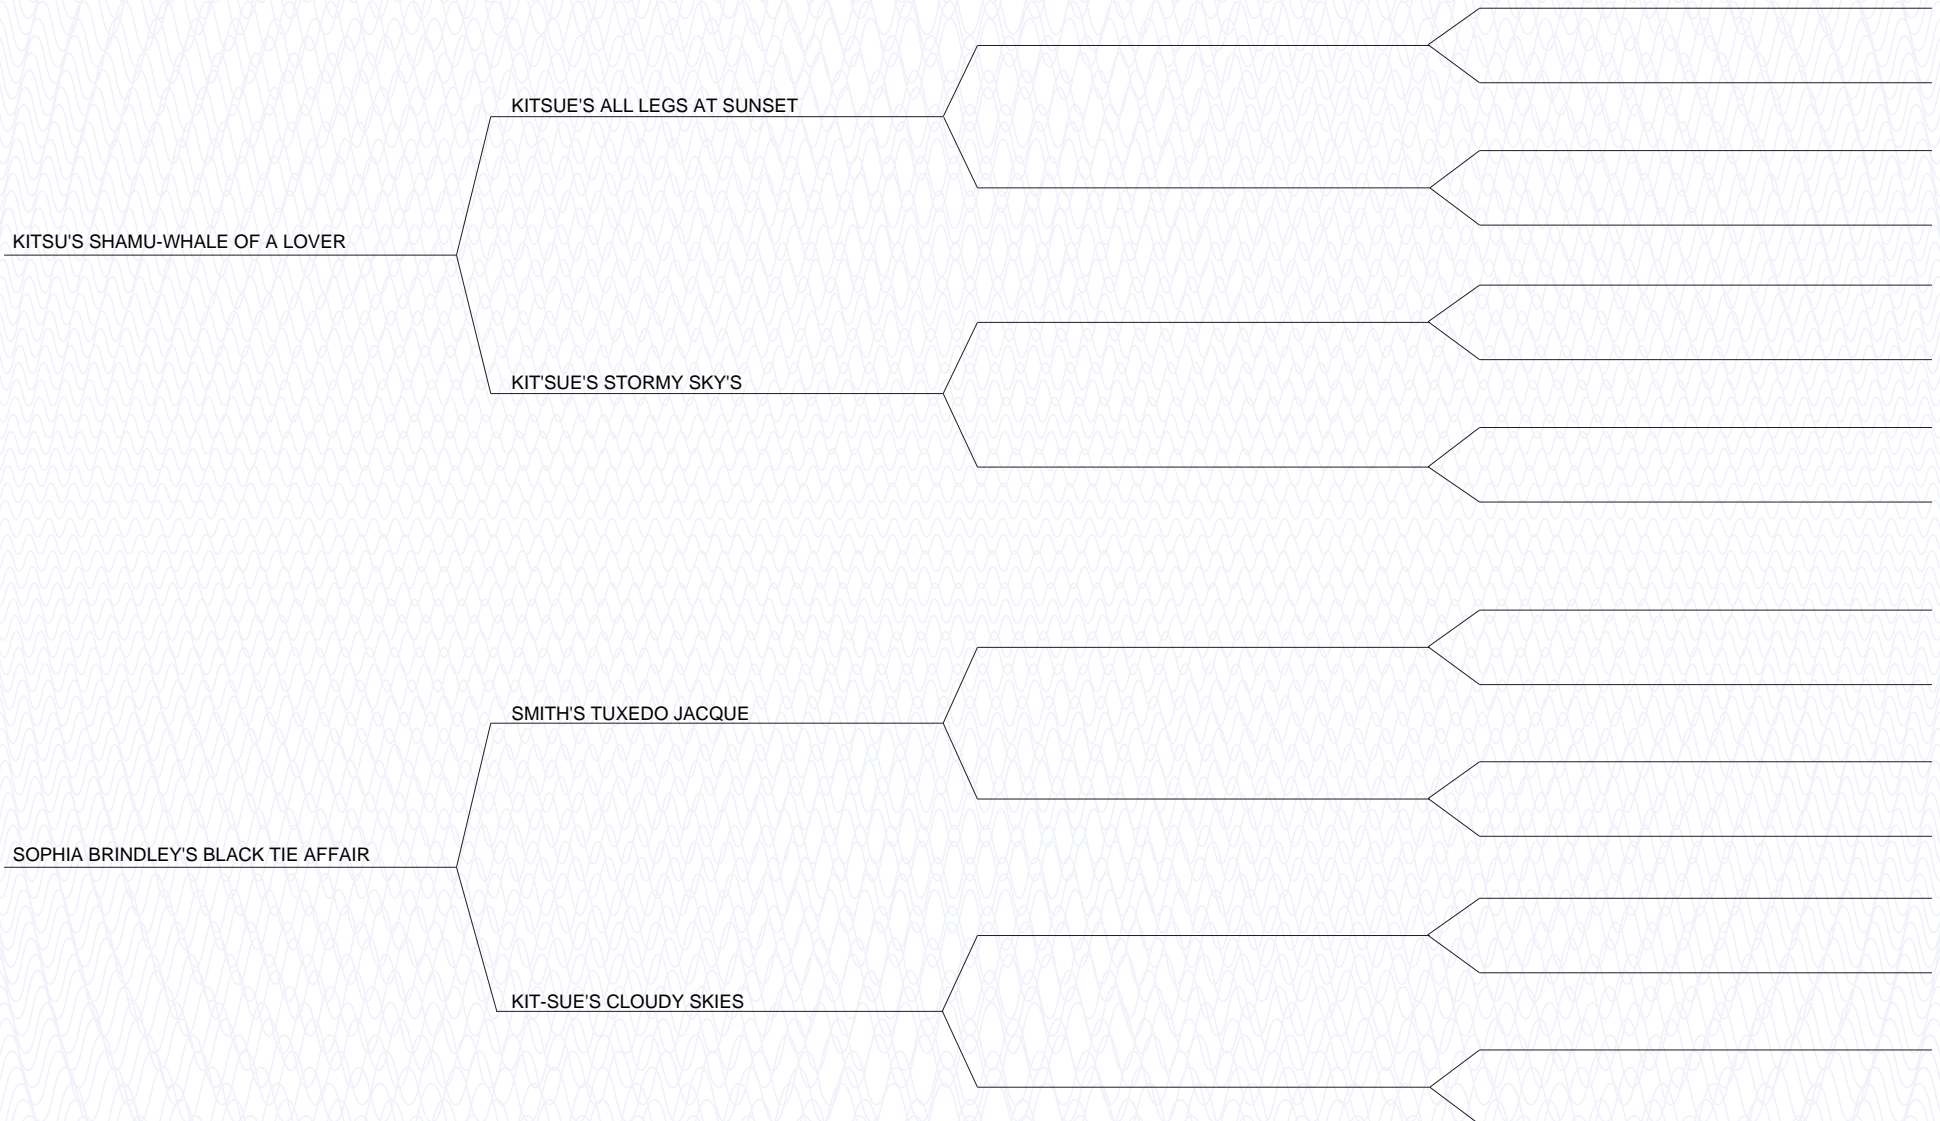 KITSUE'S ALL LEGS AT SUNSET
KITSU'S SHAMU-WHALE OF A LOVER
KIT'SUE'S STORMY SKY'S
SMITH'S TUXEDO JACQUE
SOPHIA BRINDLEY'S BLACK TIE AFFAIR
KIT-SUE'S CLOUDY SKIES